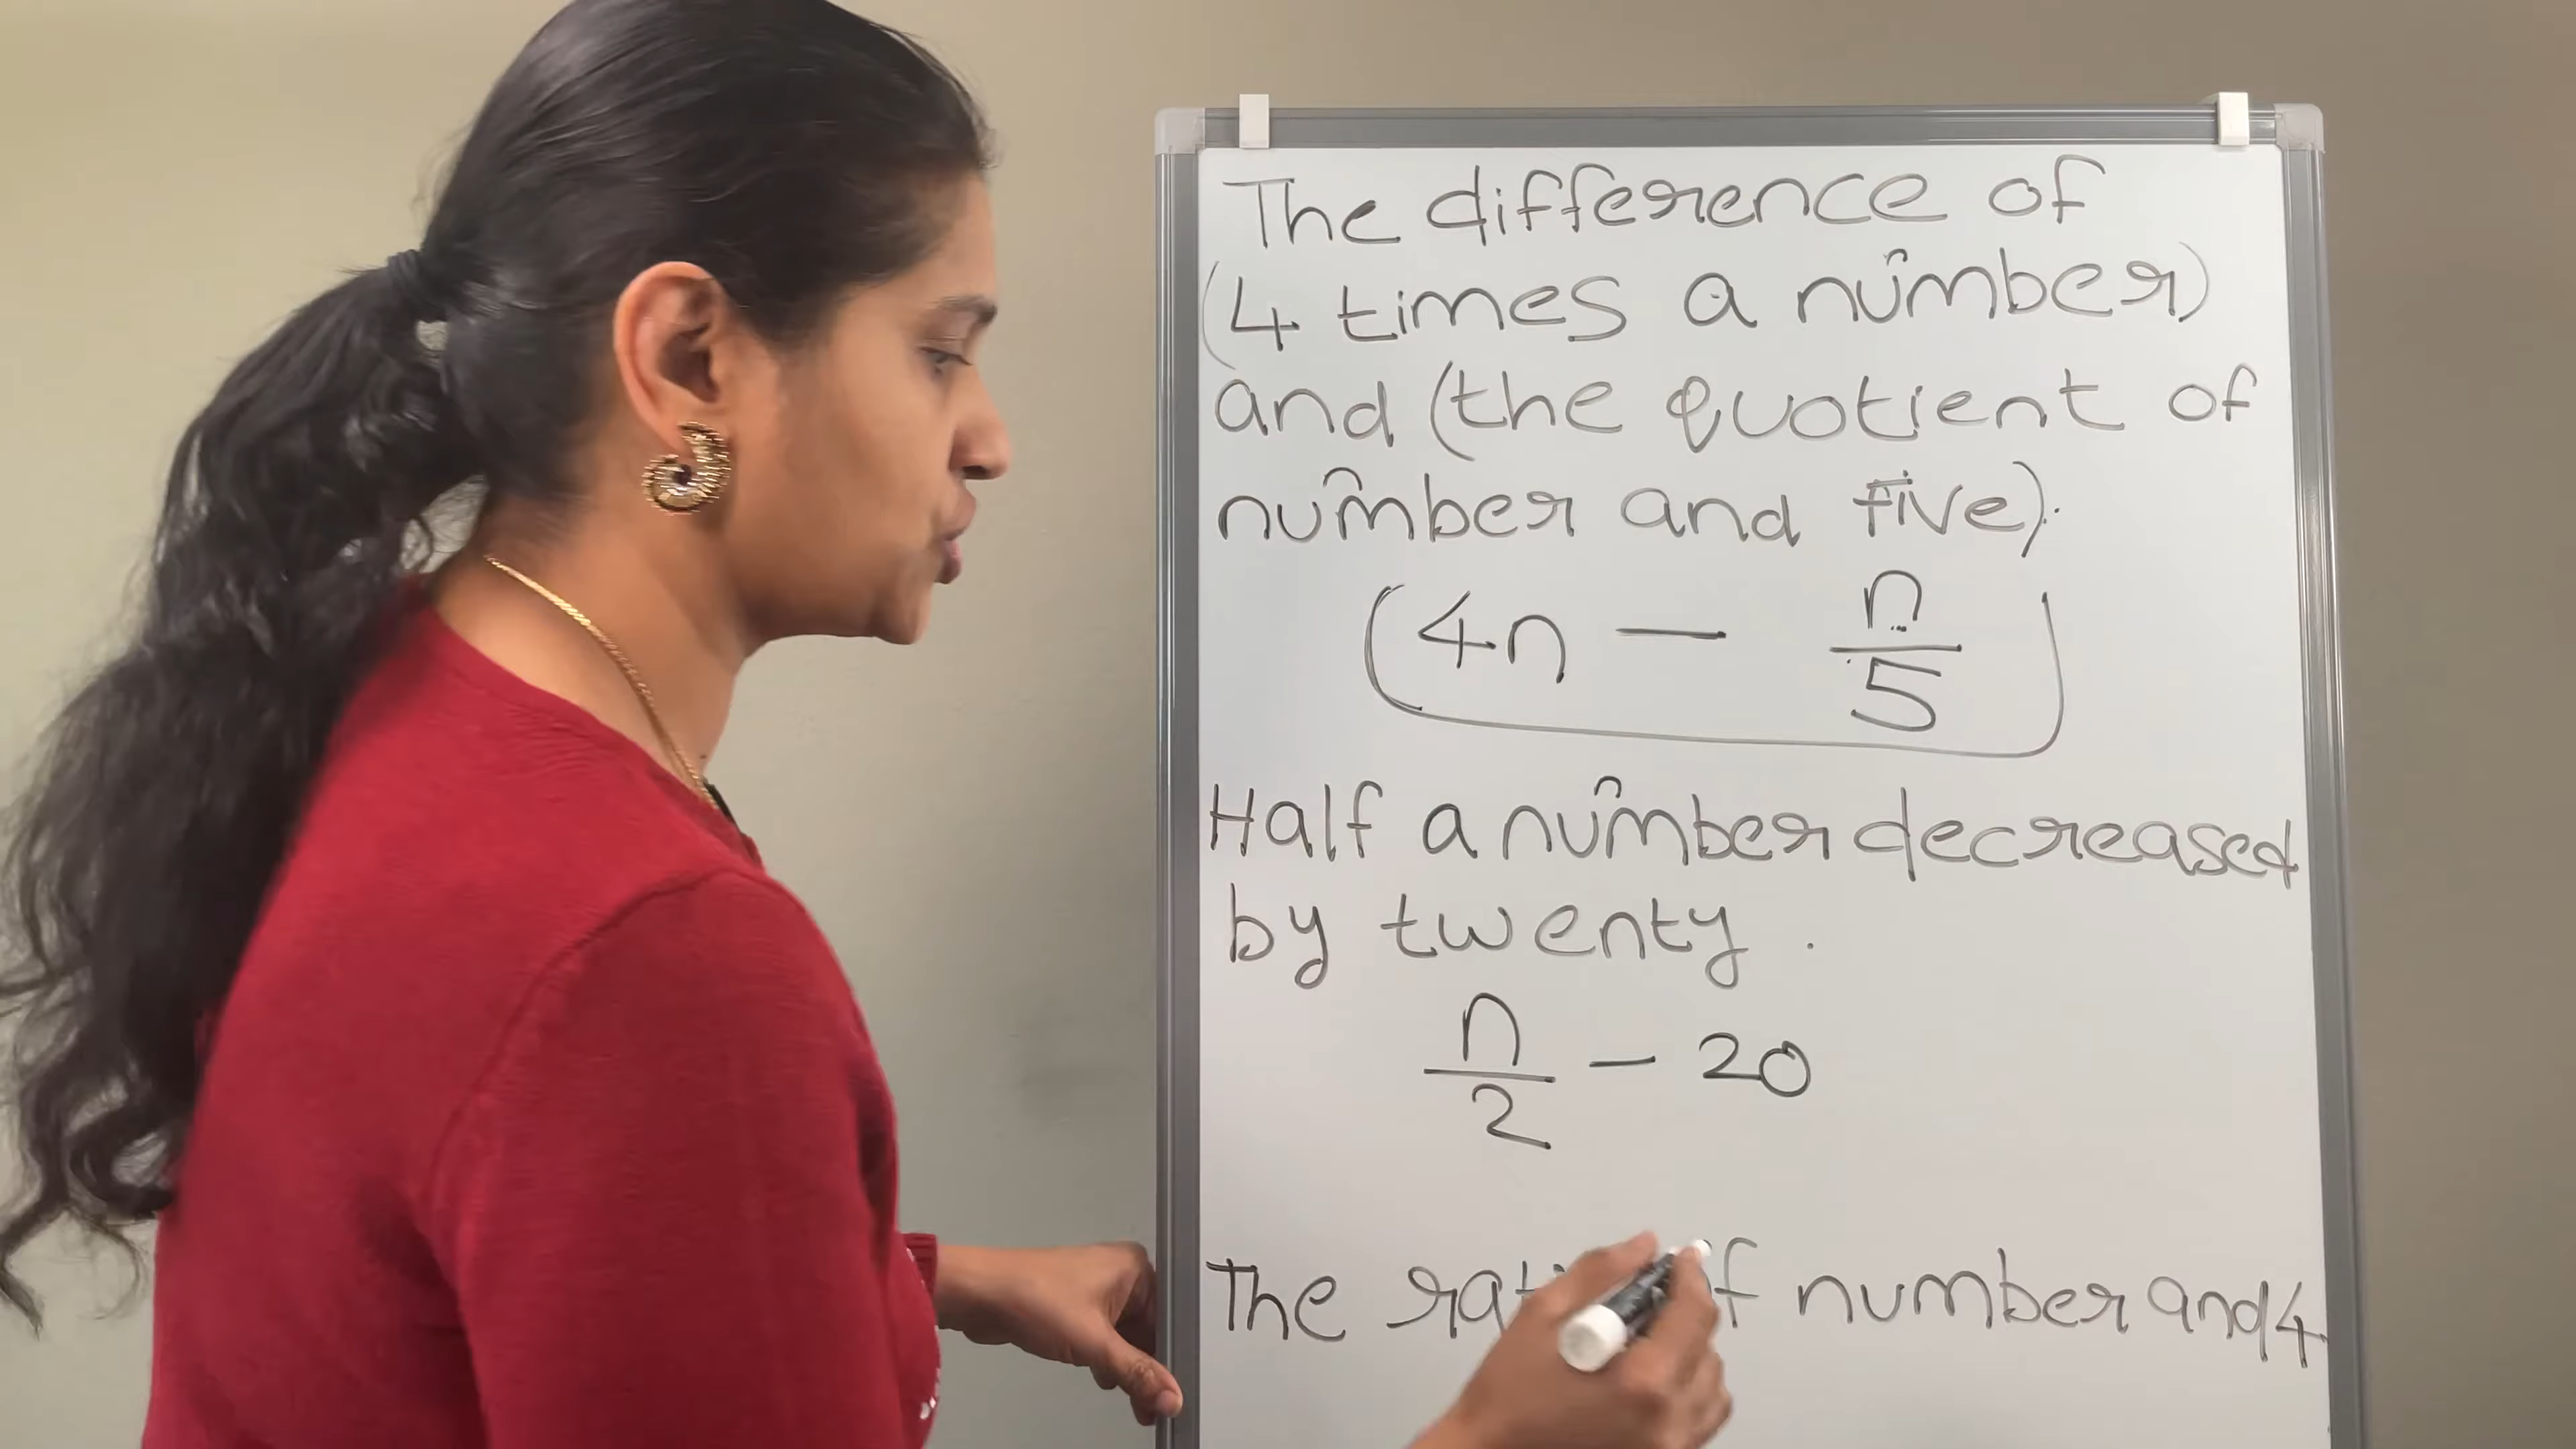 The difference of
(4 times a number)
n
and (the quotient of
number and five).
n
(4n — n/5)
Half a number decreased
n
by twenty.
n/2 - 20
The number and 4